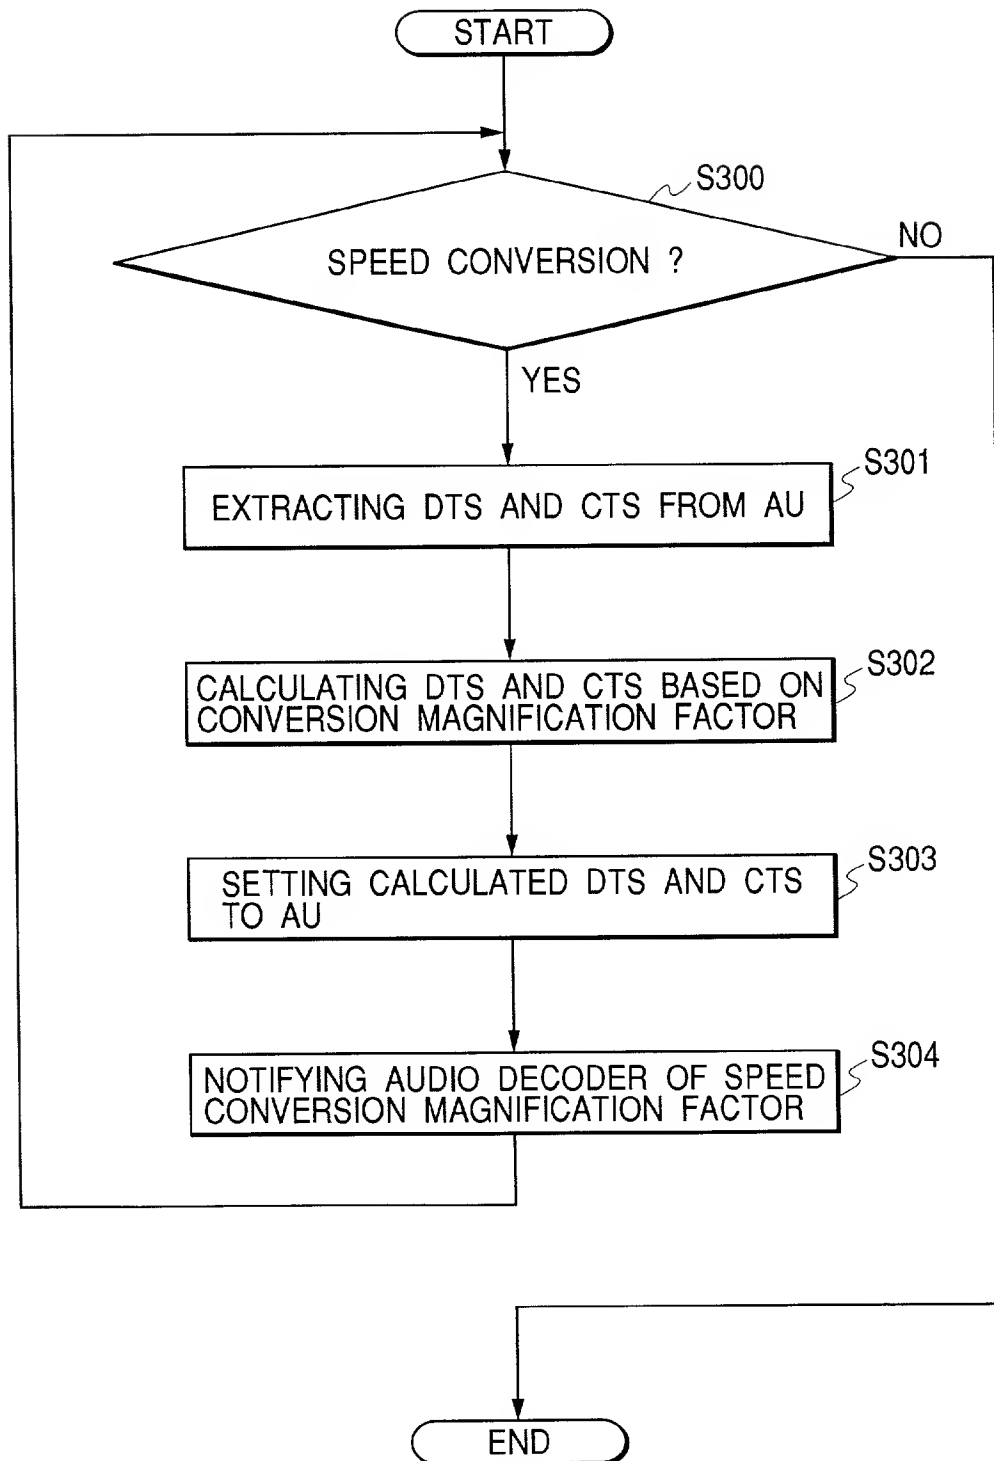 START
S300
SPEED CONVERSION ?
NO
YES
S301
EXTRACTING DTS AND CTS FROM AU
S302
CALCULATING DTS AND CTS BASED ON
CONVERSION MAGNIFICATION FACTOR
S303
SETTING CALCULATED DTS AND CTS
TO AU
S304
NOTIFYING AUDIO DECODER OF SPEED
CONVERSION MAGNIFICATION FACTOR
END